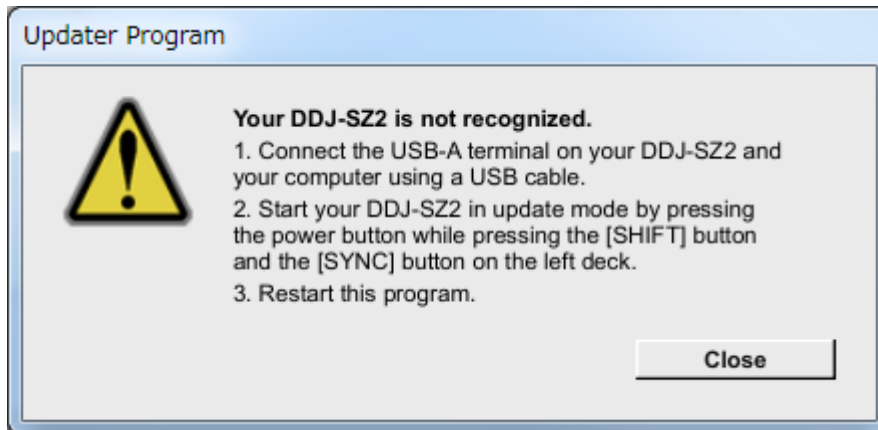 Updater Program
Your DDJ-SZ2 is not recognized.
1. Connect the USB-A terminal on your DDJ-SZ2 and
your computer using a USB cable.
2. Start your DDJ-SZ2 in update mode by pressing
the power button while pressing the [SHIFT] button
and the [SYNC] button on the left deck.
3. Restart this program.
Close